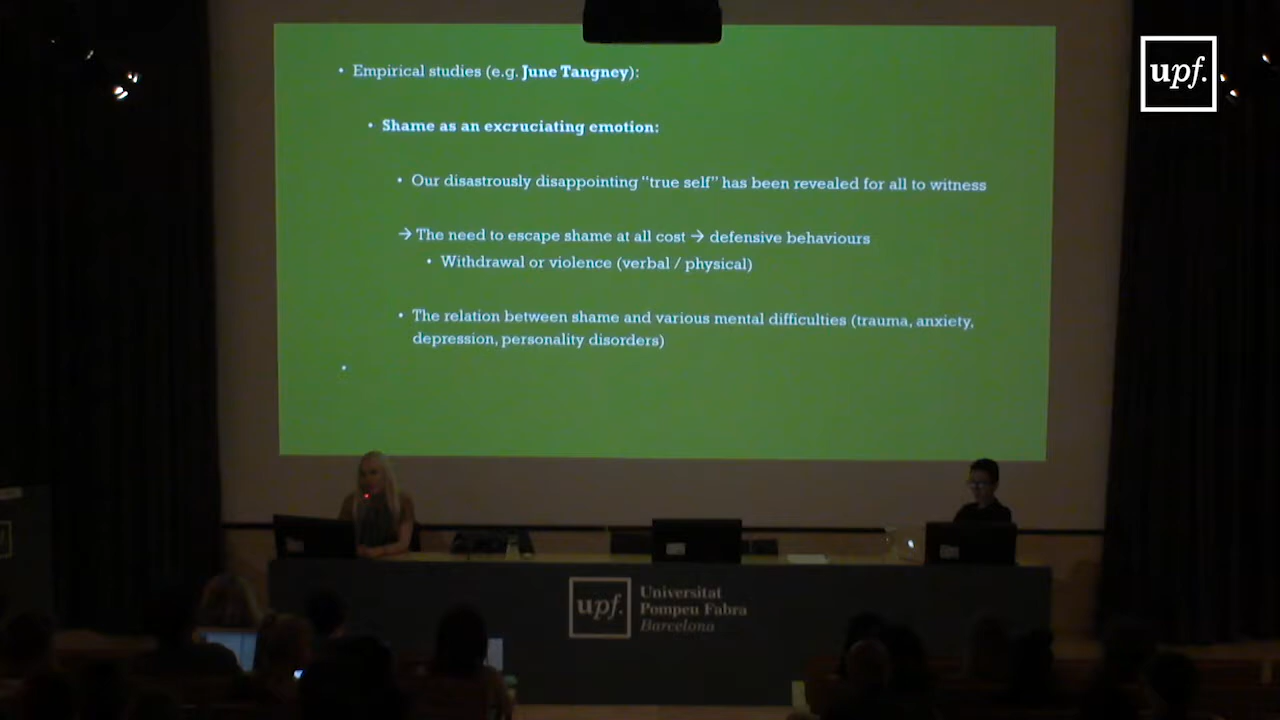 • Empirical studies (e.g. June Tangney):
• Shame as an excruciating emotion:
• Our disastrously disappointing “true self” has been revealed for all to witness
→ The need to escape shame at all cost → defensive behaviours
• Withdrawal or violence (verbal / physical)
• The relation between shame and various mental difficulties (trauma, anxiety,
depression, personality disorders)
•
upf.
upf.
Universitat
Pompeu Fabra
Barcelona